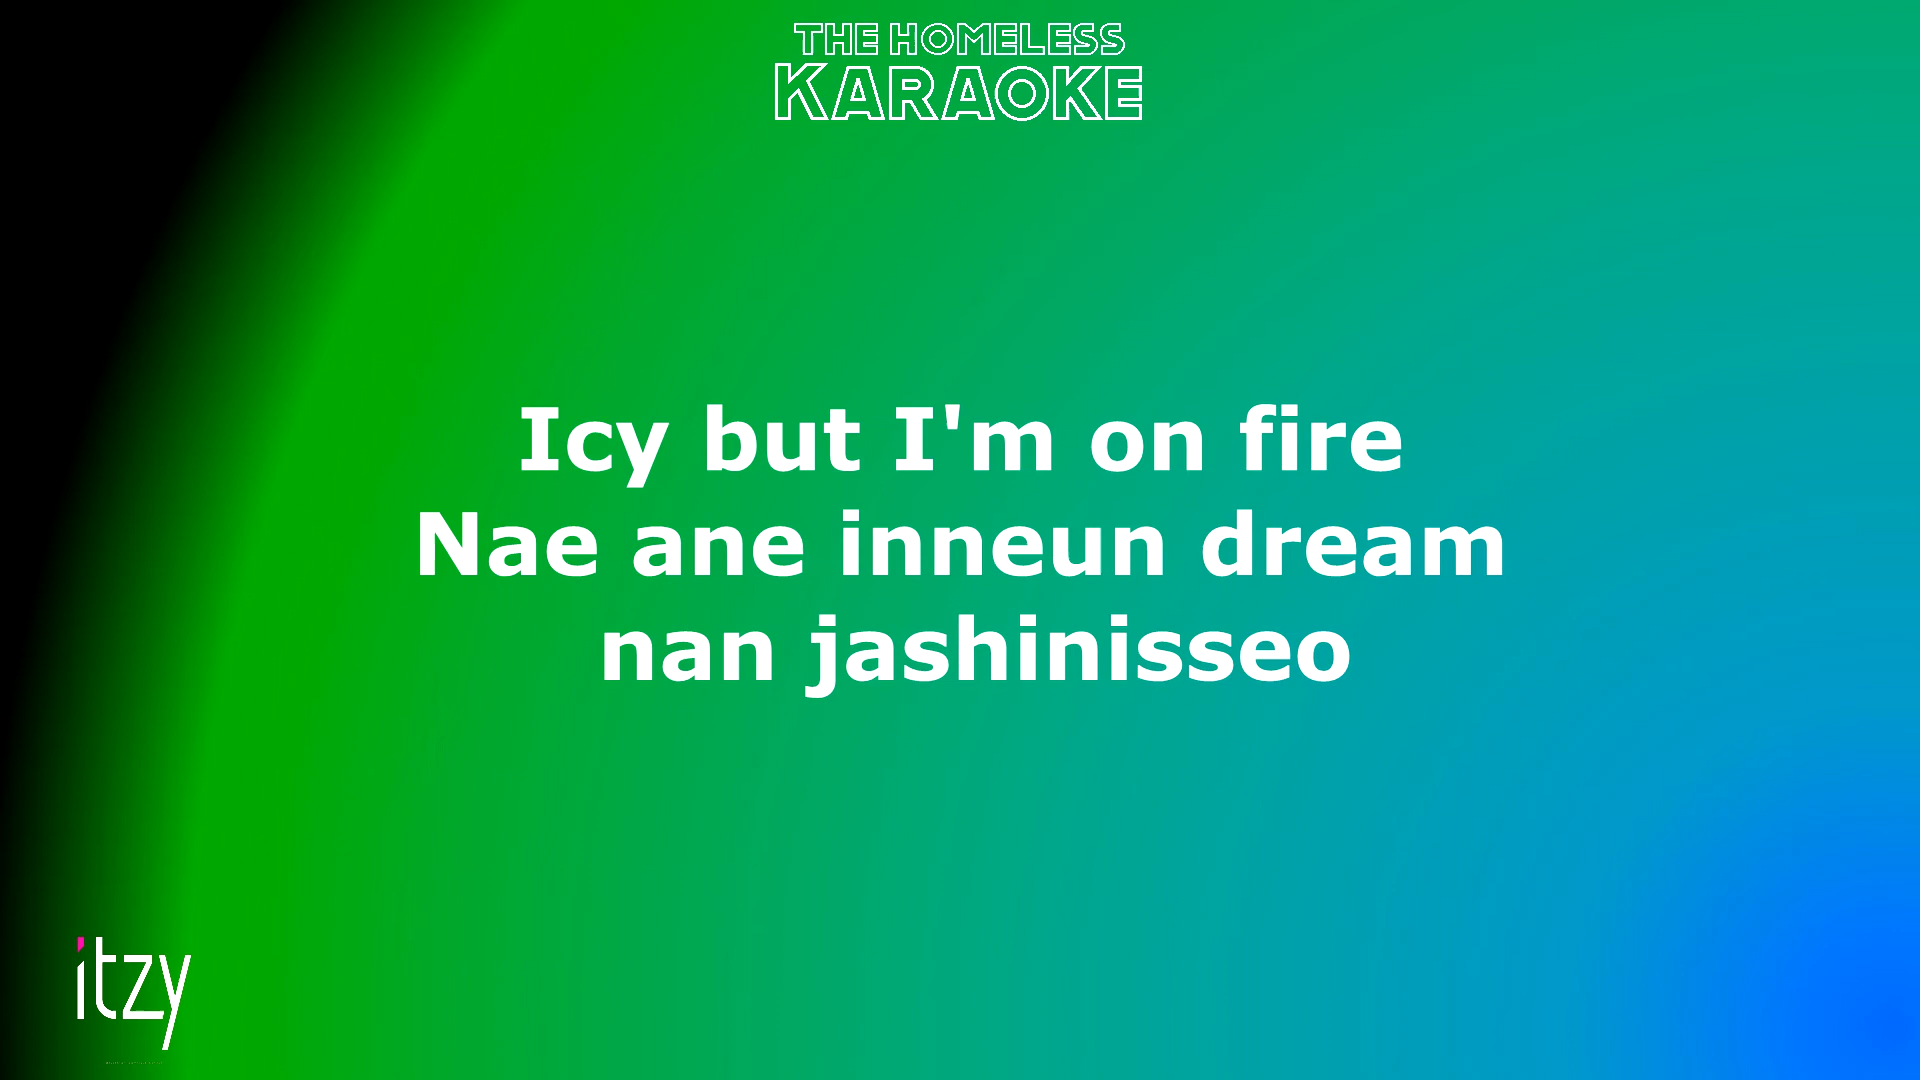 THE HOMELESS
KARAOKE
Icy but I'm on fire
Nae ane inneun dream
nan jashinisseo
itzy